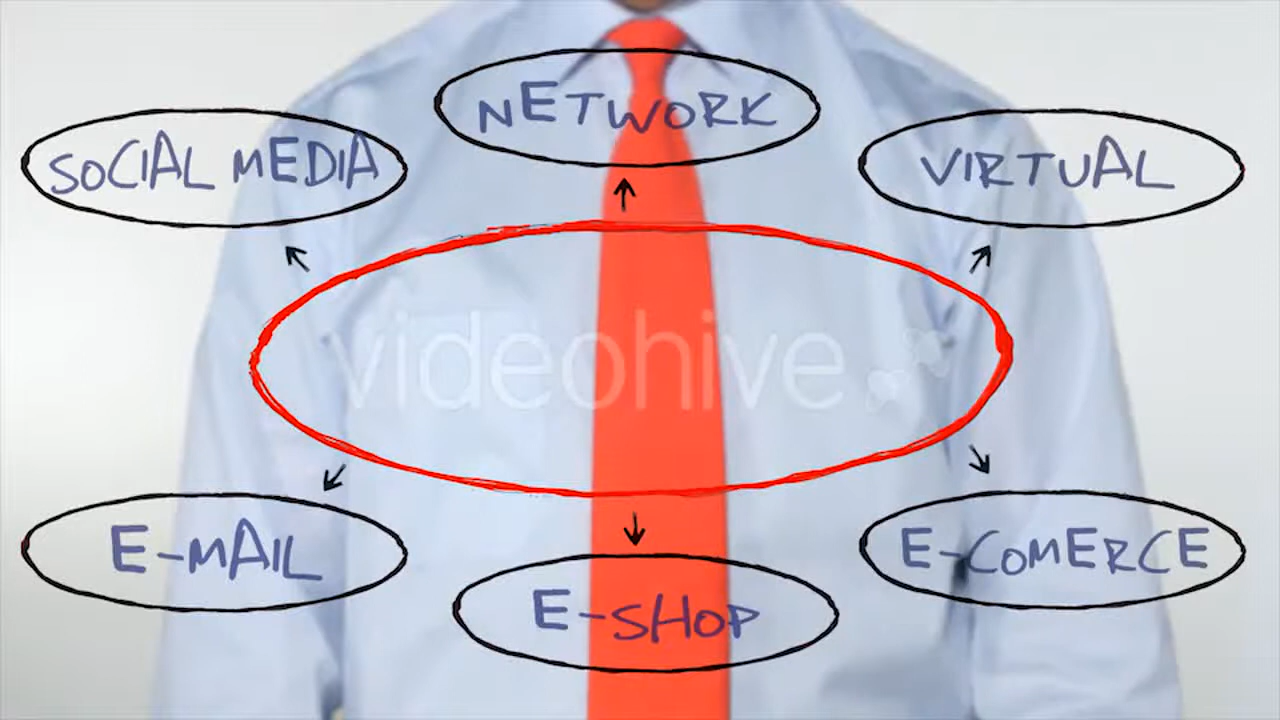 NETWORK
SOCIAL MEDIA
VIRTUAL
videohive
E-MAIL
E-COMERCE
E-SHOP